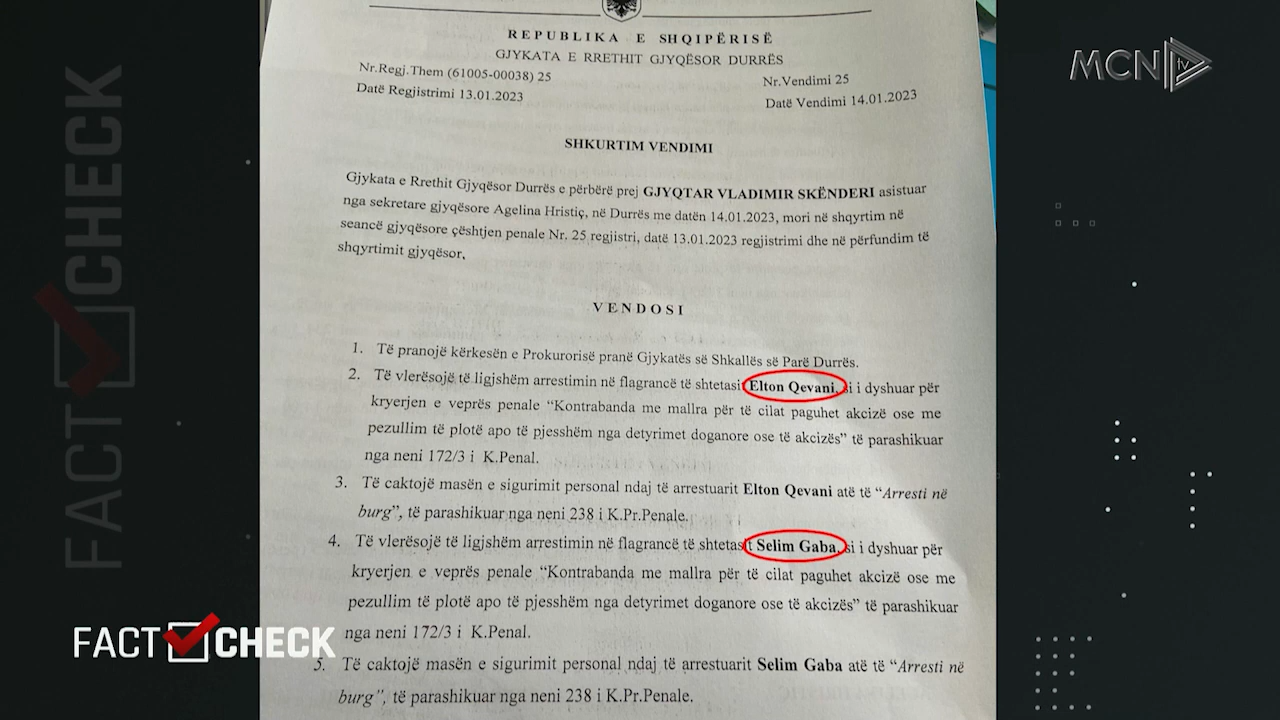 REPUBLIKA E SHQIPËRISË
GJYKATA E RRETHIT GJYQËSOR DURRËS
Nr.Regj.Them (61005-00038) 25
Nr.Vendimi 25
Datë Regjistrimi 13.01.2023
Datë Vendimi 14.01.2023
SHKURTIM VENDIMI
Gjykata e Rrethit Gjyqësor Durrës e përbërë prej GJYQTAR VLADIMIR SKËNDERI asistuar
nga sekretare gjyqësore Agelina Hristiç, në Durrës me datën 14.01.2023, mori në shqyrtim në
seancë gjyqësore çështjen penale Nr. 25 regjistri, datë 13.01.2023 regjistrimi dhe në përfundim të
shqyrtimit gjyqësor,
VENDOSI
1. Të pranojë kërkesën e Prokurorisë pranë Gjykatës së Shkallës së Parë Durrës.
2. Të vlerësojë të ligjshëm arrestimin në flagrancë të shtetasit Elton Qevani, si i dyshuar për
kryerjen e veprës penale “Kontrabanda me mallra për të cilat paguhet akcizë ose me
pezullim të plotë apo të pjesshëm nga detyrimet doganore ose të akcizës” të parashikuar
nga neni 172/3 i K.Penal.
3. Të caktojë masën e sigurimit personal ndaj të arrestuarit Elton Qevani atë të “Arresti në
burg”, të parashikuar nga neni 238 i K.Pr.Penale.
4. Të vlerësojë të ligjshëm arrestimin në flagrancë të shtetasit Selim Gaba, si i dyshuar për
kryerjen e veprës penale “Kontrabanda me mallra për të cilat paguhet akcizë ose me
pezullim të plotë apo të pjesshëm nga detyrimet doganore ose të akcizës” të parashikuar
nga neni 172/3 i K.Penal.
5. Të caktojë masën e sigurimit personal ndaj të arrestuarit Selim Gaba atë të “Arresti në
burg”, të parashikuar nga neni 238 i K.Pr.Penale.
MCN tv
FACT CHECK
FACT CHECK